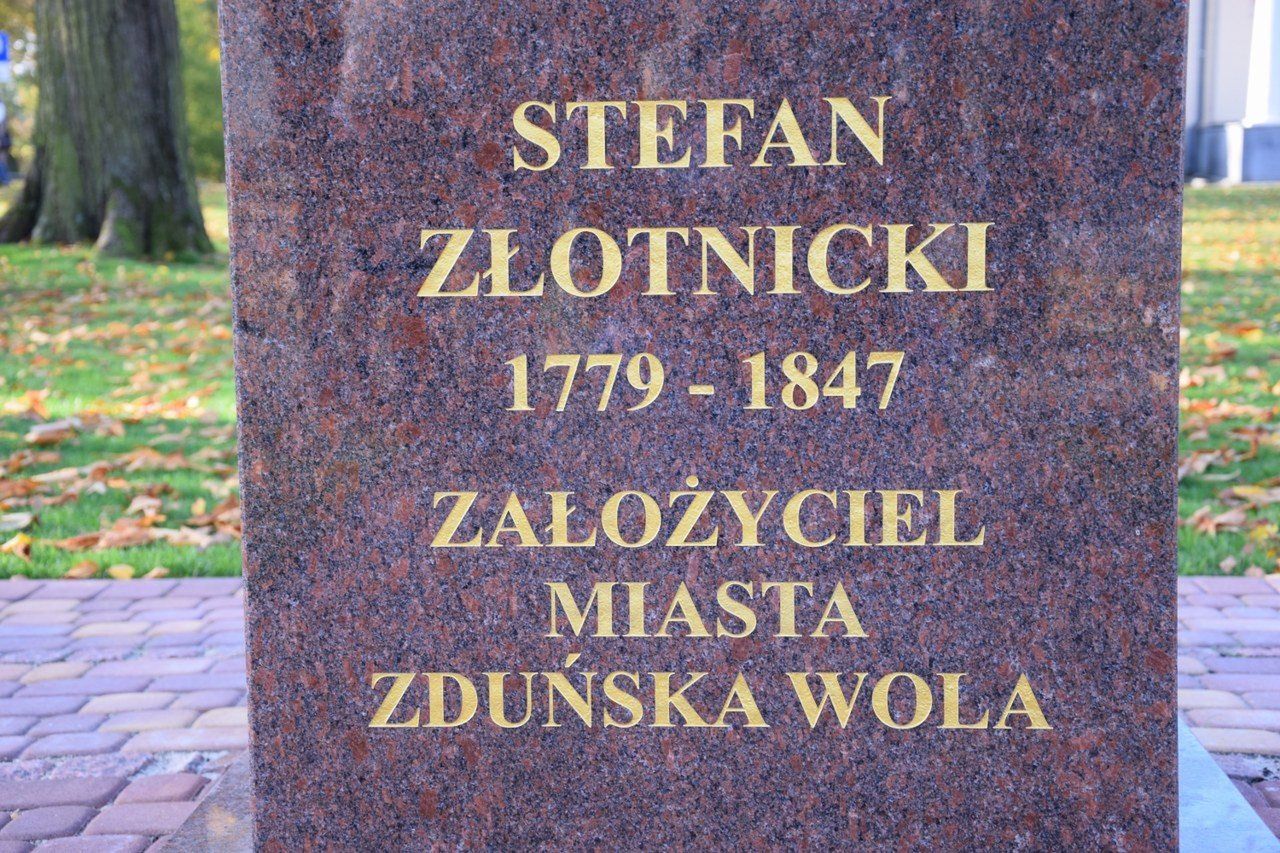 STEFAN
ZŁOTNICKI
1779 - 1847
ZAŁOŻYCIEL
MIASTA
ZDUŃSKA WOLA